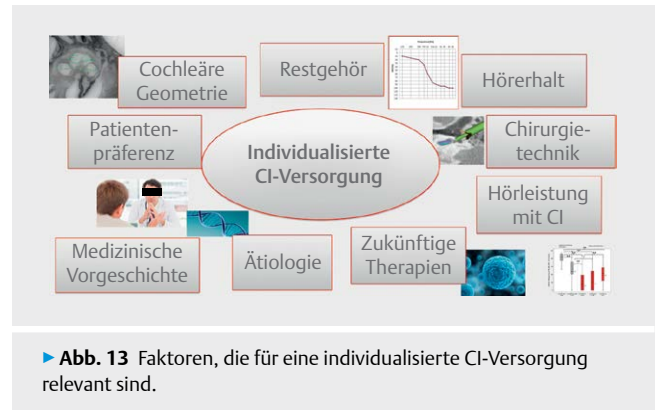 Cochleäre
Geometrie
Restgehör
Hörerhalt
Patienten-
präferenz
Individualisierte
CI-Versorgung
Chirurgie-
technik
Hörleistung
mit CI
Medizinische
Vorgeschichte
Ätiologie
Zukünftige
Therapien
► Abb. 13 Faktoren, die für eine individualisierte CI-Versorgung
relevant sind.